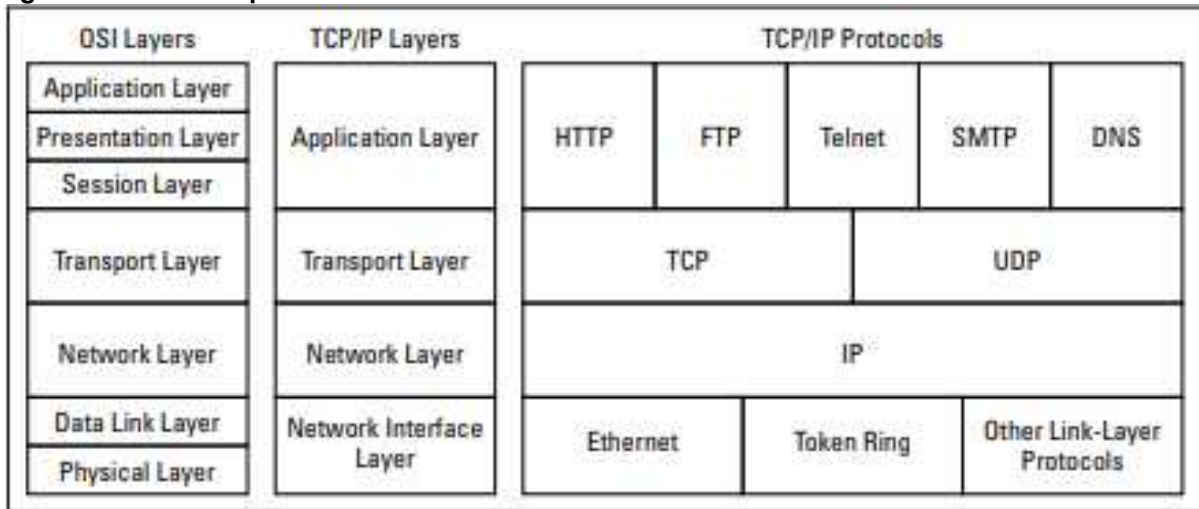 OSI Layers TCP/IP Layers TCP/IP Protocols
Application Layer
Presentation Layer
Session Layer
Application Layer
HTTP FTP Telnet SMTP DNS
Transport Layer Transport Layer TCP UDP
Network Layer Network Layer IP
Data Link Layer
Physical Layer
Network Interface
Layer
Ethernet Token Ring Other Link-Layer
Protocols